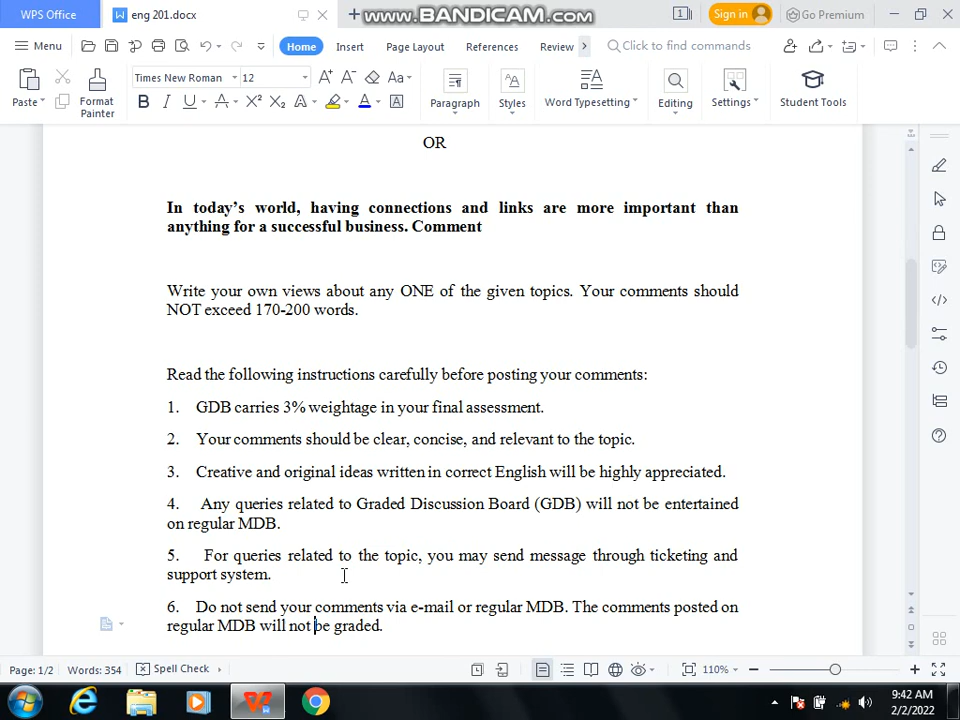 WPS Office
eng 201.docx
www.BANDICAM.com
1
Sign in
Go Premium
Menu
Home
Insert
Page Layout
References
Review
Click to find commands
Paste
Format
Painter
Times New Roman
12
A+ A- Aa
B I U A X² X₂ A A A
Paragraph
Styles
Word Typesetting
Editing
Settings
Student Tools
OR
In today's world, having connections and links are more important than
anything for a successful business. Comment
Write your own views about any ONE of the given topics. Your comments should
NOT exceed 170-200 words.
Read the following instructions carefully before posting your comments:
1. GDB carries 3% weightage in your final assessment.
2. Your comments should be clear, concise, and relevant to the topic.
3. Creative and original ideas written in correct English will be highly appreciated.
4. Any queries related to Graded Discussion Board (GDB) will not be entertained
on regular MDB.
5. For queries related to the topic, you may send message through ticketing and
support system.
6. Do not send your comments via e-mail or regular MDB. The comments posted on
regular MDB will not be graded.
Page: 1/2
Words: 354
Spell Check
110%
9:42 AM
2/2/2022